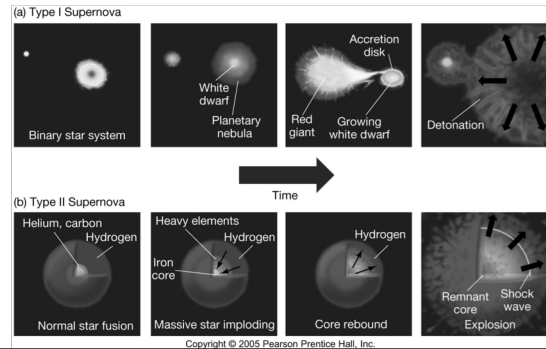 (a) Type I Supernova
Binary star system
White
dwarf
Planetary
nebula
Accretion
disk
Red
giant
Growing
white dwarf
Detonation
Time
(b) Type II Supernova
Helium, carbon
Hydrogen
Normal star fusion
Heavy elements
Hydrogen
Iron
core
Massive star imploding
Hydrogen
Core rebound
Remnant
core
Shock
wave
Explosion
Copyright © 2005 Pearson Prentice Hall, Inc.